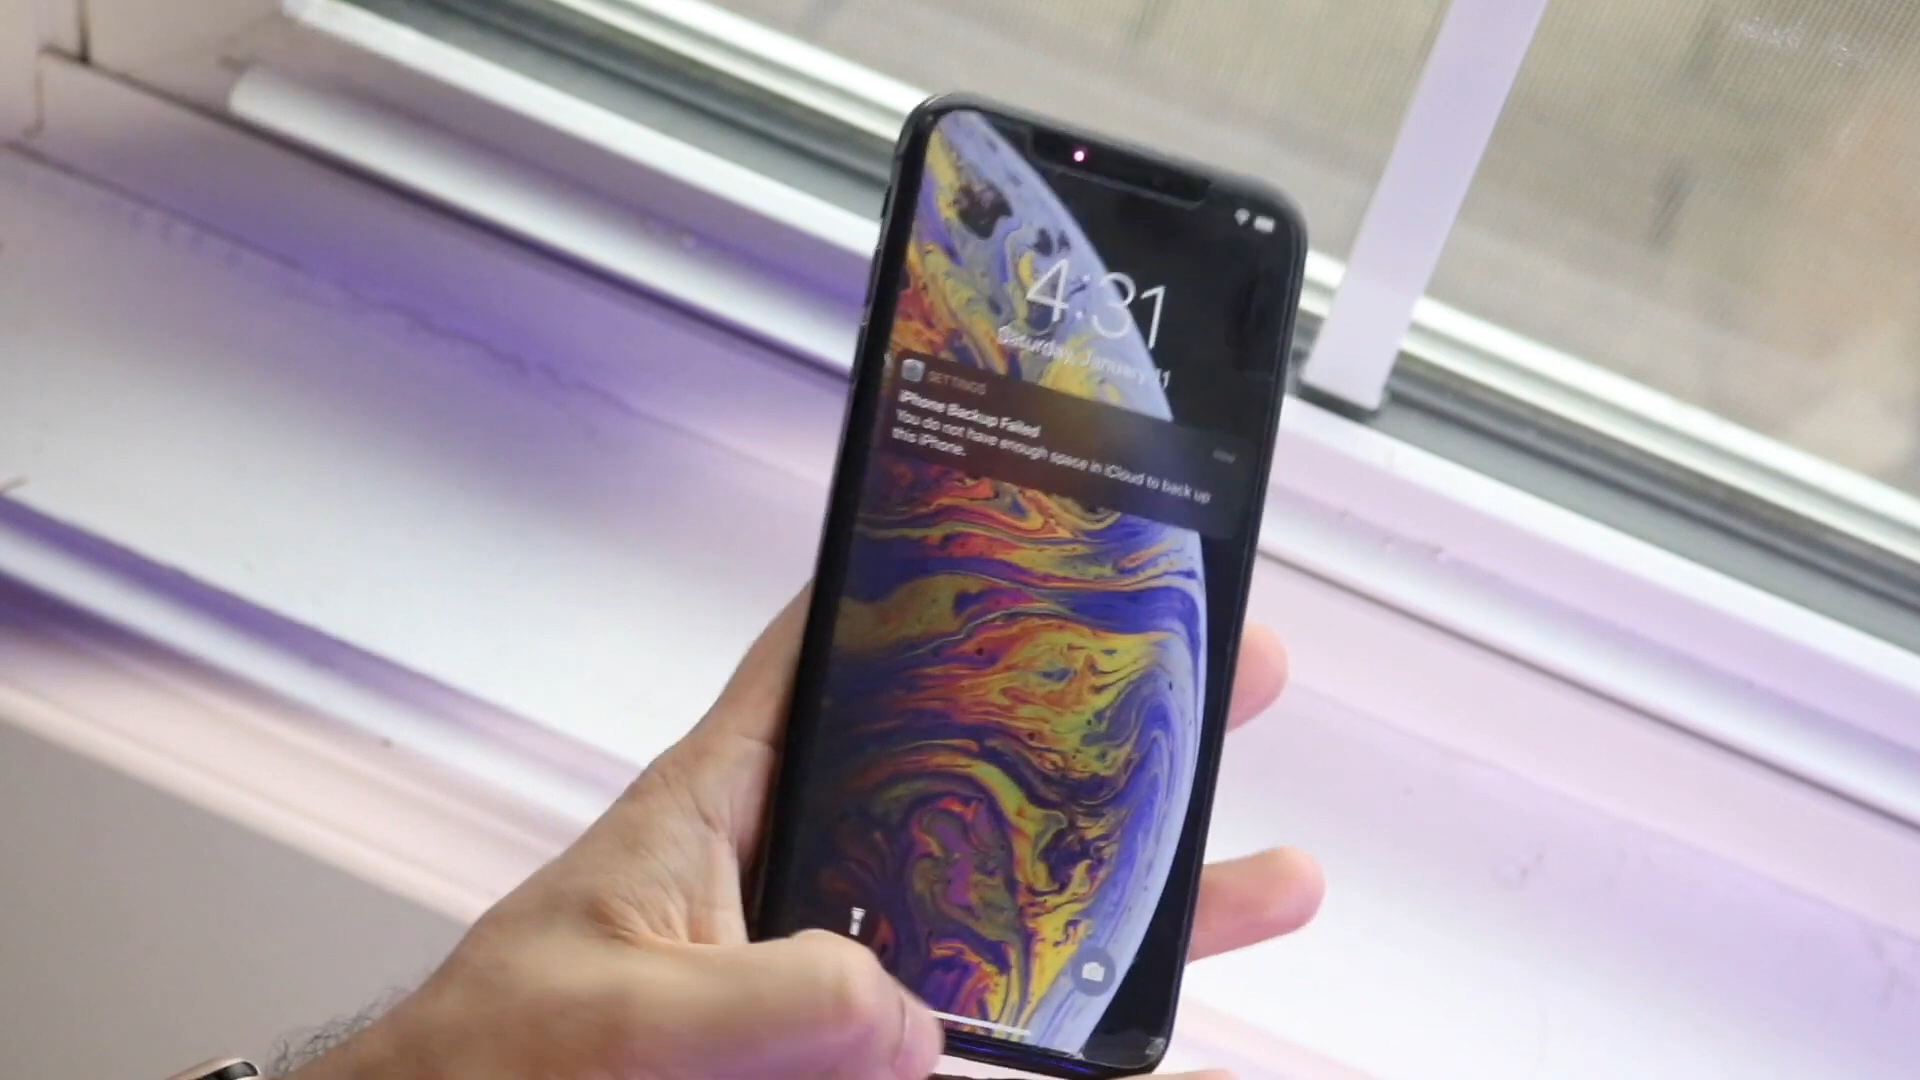 4:31
Saturday, January 11
SETTINGS
now
iPhone Backup Failed
You do not have enough space in iCloud to back up
this iPhone.